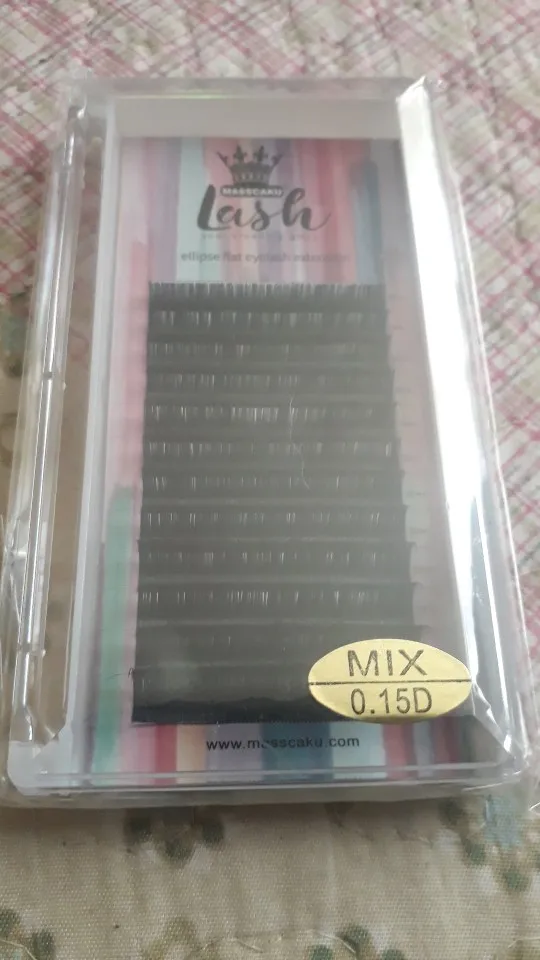 MASSCAKU
Lash
ellipse flat eyelash extension
MIX
0.15D
www.masscaku.com